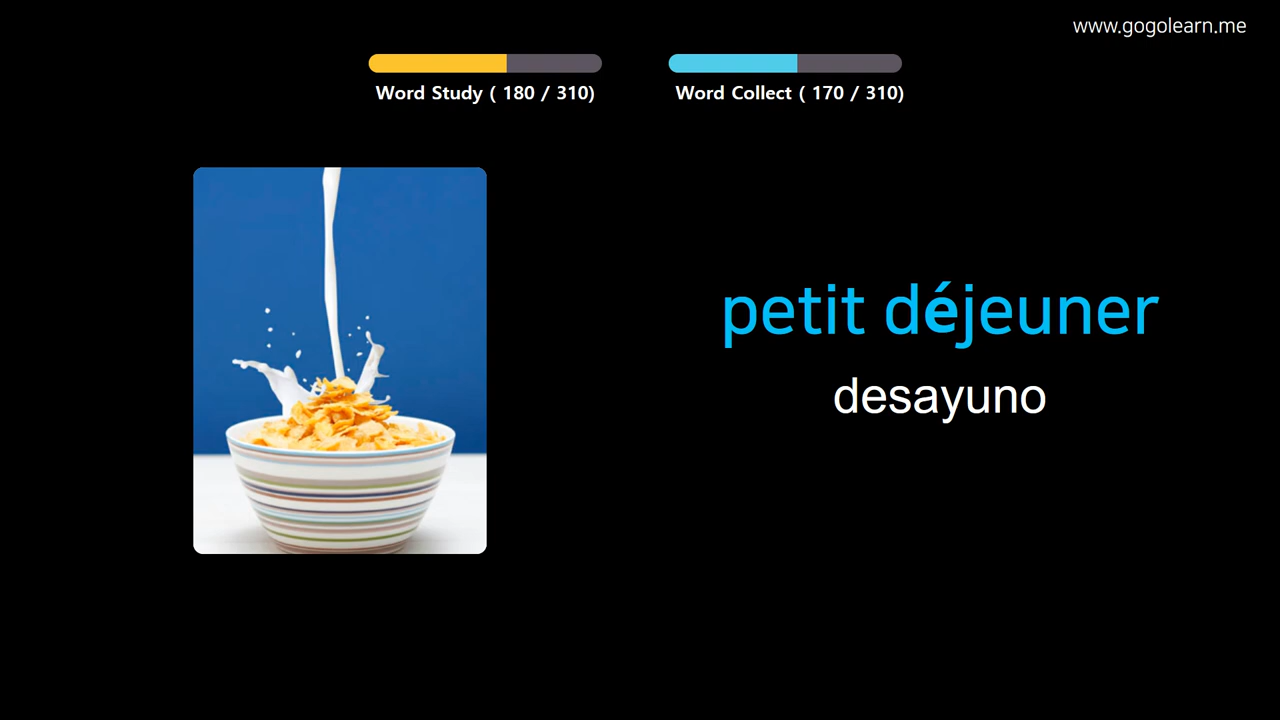 www.gogolearn.me
Word Study ( 180 / 310)
Word Collect ( 170 / 310)
petit déjeuner
desayuno